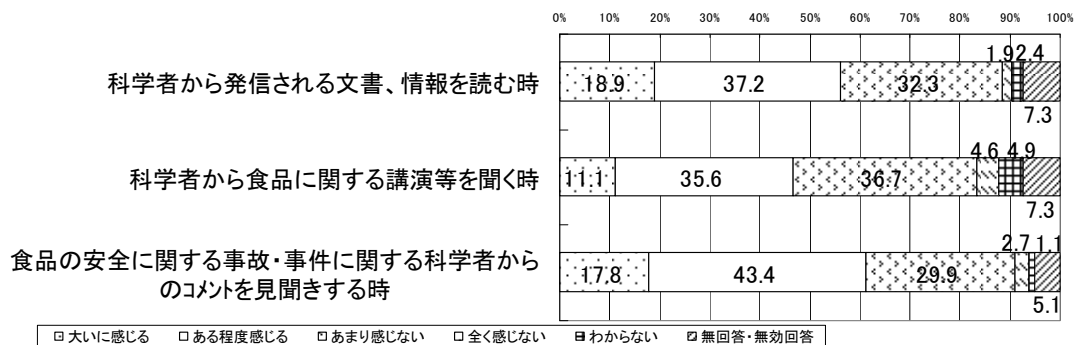 0% 10% 20% 30% 40% 50% 60% 70% 80% 90% 100%
科学者から発信される文書、情報を読む時
18.9 37.2 32.3 1.9 2.4 7.3
科学者から食品に関する講演等を聞く時
11.1 35.6 36.7 4.6 4.9 7.3
食品の安全に関する事故・事件に関する科学者から
のコメントを見聞きする時
17.8 43.4 29.9 2.7 1.1 5.1
大いに感じる ある程度感じる あまり感じない 全く感じない わからない 無回答・無効回答